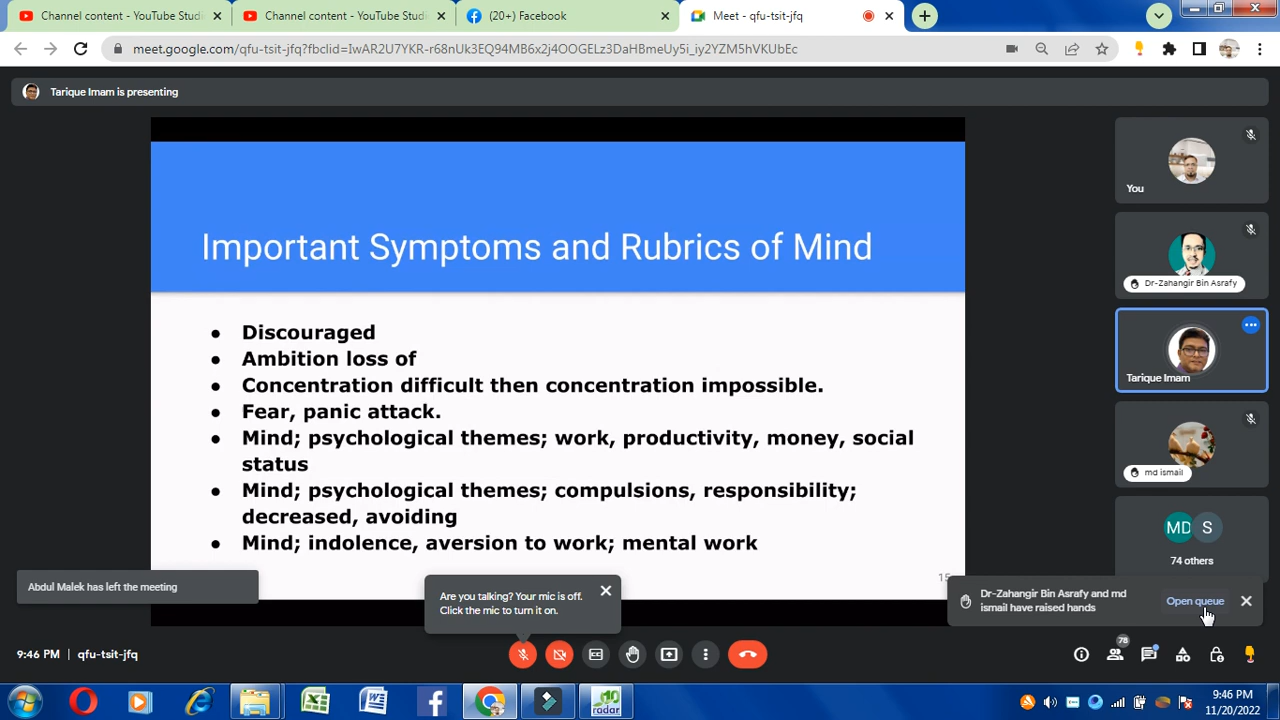 Channel content - YouTube Studi
Channel content - YouTube Studi
(20+) Facebook
Meet - qfu-tsit-jfq
meet.google.com/qfu-tsit-jfq?fbclid=IwAR2U7YKR-r68nUk3EQ94MB6x2j4OOGELz3DaHBmeUy5i_iy2YZM5hVKUbEc
Tarique Imam is presenting
Important Symptoms and Rubrics of Mind
● Discouraged
● Ambition loss of
● Concentration difficult then concentration impossible.
● Fear, panic attack.
● Mind; psychological themes; work, productivity, money, social
status
● Mind; psychological themes; compulsions, responsibility;
decreased, avoiding
● Mind; indolence, aversion to work; mental work
15
You
Dr-Zahangir Bin Asrafy
Tarique Imam
md ismail
MD S
74 others
Abdul Malek has left the meeting
Are you talking? Your mic is off.
Click the mic to turn it on.
Dr-Zahangir Bin Asrafy and md
ismail have raised hands
Open queue
9:46 PM | qfu-tsit-jfq
78
10
radar
9:46 PM
11/20/2022